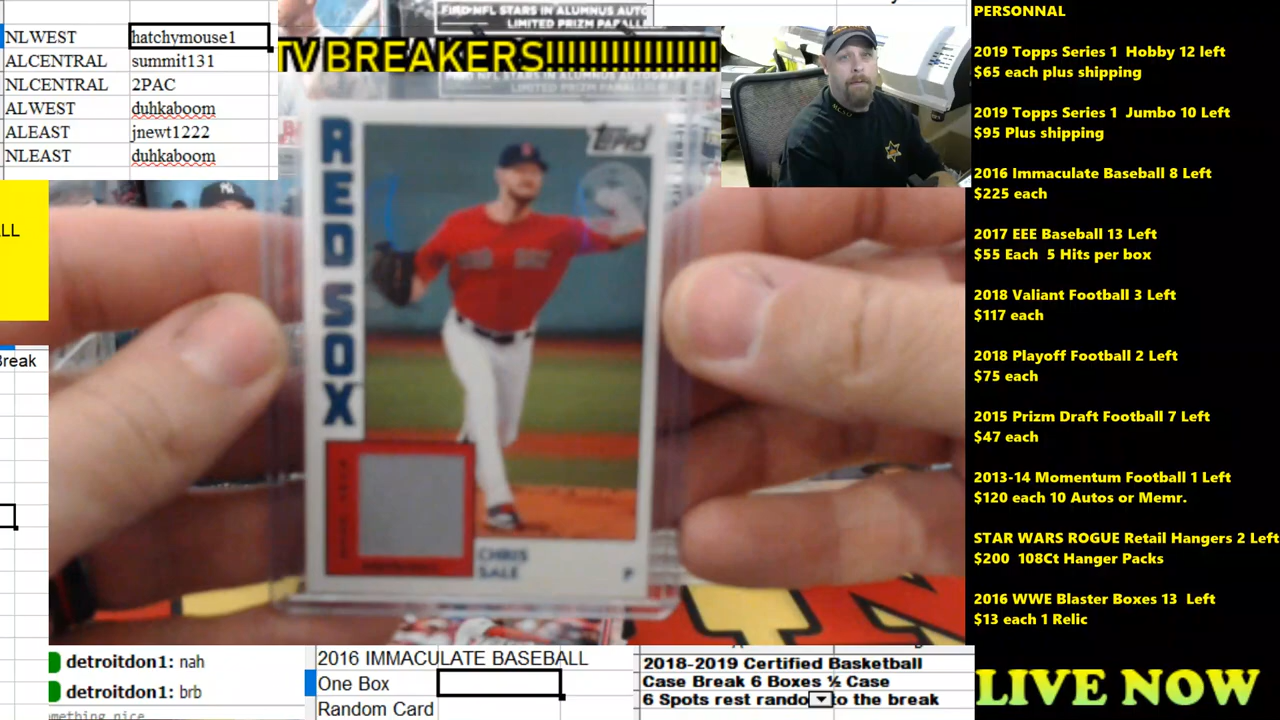 NLWEST hatchymouse1
ALCENTRAL summit131
NLCENTRAL 2PAC
ALWEST duhkaboom
ALEAST jnewt1222
NLEAST duhkaboom
LIMITED PRIZM
TV BREAKERS!!!!!!!!!!!!!!!!!!!!!!
LIMITED PRIZM
Topps
RED SOX
CHRIS
SALE
P
LL
Break
PERSONNAL
2019 Topps Series 1 Hobby 12 left
$65 each plus shipping
2019 Topps Series 1 Jumbo 10 Left
$95 Plus shipping
2016 Immaculate Baseball 8 Left
$225 each
2017 EEE Baseball 13 Left
$55 Each 5 Hits per box
2018 Valiant Football 3 Left
$117 each
2018 Playoff Football 2 Left
$75 each
2015 Prizm Draft Football 7 Left
$47 each
2013-14 Momentum Football 1 Left
$120 each 10 Autos or Memr.
STAR WARS ROGUE Retail Hangers 2 Left
$200 108Ct Hanger Packs
2016 WWE Blaster Boxes 13 Left
$13 each 1 Relic
LIVE NOW
detroitdon1: nah
detroitdon1: brb
2016 IMMACULATE BASEBALL
One Box
Random Card
2018-2019 Certified Basketball
Case Break 6 Boxes ½ Case
6 Spots rest rando to the break